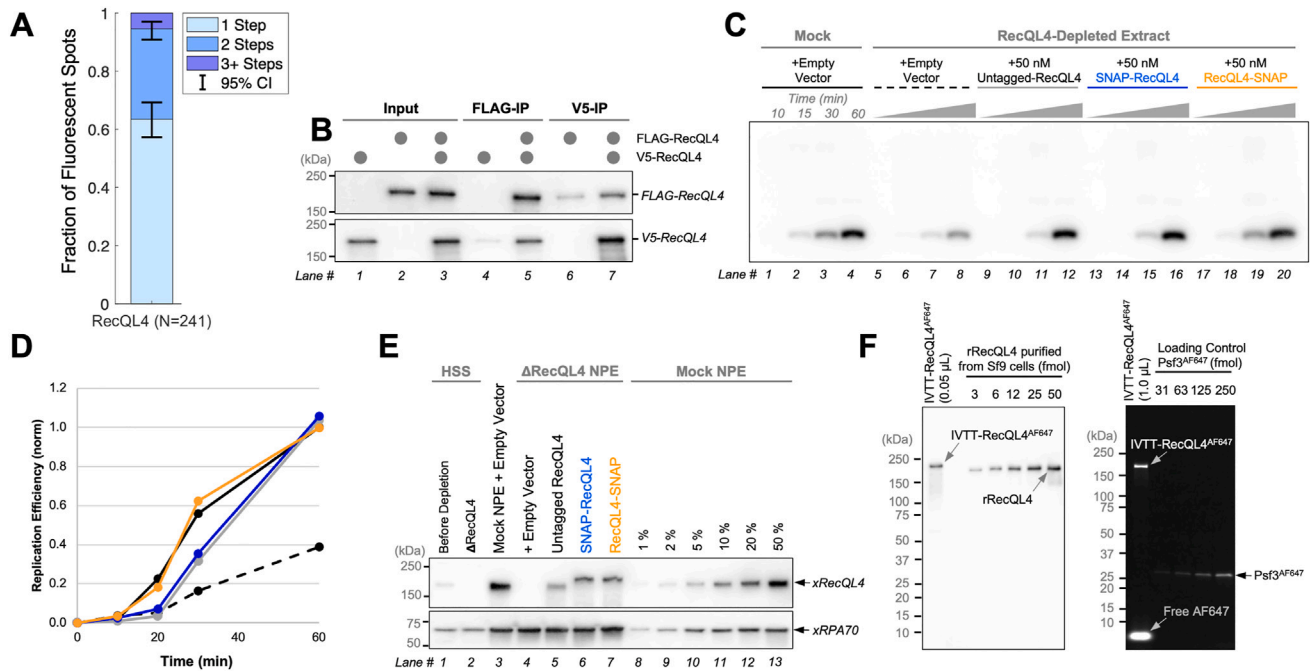 A
Fraction of Fluorescent Spots
1
0.8
0.6
0.4
0.2
0
RecQL4 (N=241)
1 Step
2 Steps
3+ Steps
95% CI
B
Input FLAG-IP V5-IP
FLAG-RecQL4
V5-RecQL4
(kDa)
250
150
FLAG-RecQL4
250
150
V5-RecQL4
Lane # 1 2 3 4 5 6 7
C
Mock RecQL4-Depleted Extract
+Empty Vector
+Empty Vector
+50 nM Untagged-RecQL4
+50 nM SNAP-RecQL4
+50 nM RecQL4-SNAP
Time (min)
10 15 30 60
Lane # 1 2 3 4 5 6 7 8 9 10 11 12 13 14 15 16 17 18 19 20
D
Replication Efficiency (norm)
1.2
1.0
0.8
0.6
0.4
0.2
0.0
0 20 40 60
Time (min)
E
HSS ΔRecQL4 NPE Mock NPE
Before Depletion
ΔRecQL4
Mock NPE + Empty Vector
+ Empty Vector
Untagged RecQL4
SNAP-RecQL4
RecQL4-SNAP
1 % 2 % 5 % 10 % 20 % 50 %
(kDa)
250
150
xRecQL4
75
50
xRPA70
Lane # 1 2 3 4 5 6 7 8 9 10 11 12 13
F
IVTT-RecQL4AF647
(0.05 µL)
rRecQL4 purified
from Sf9 cells (fmol)
3 6 12 25 50
(kDa)
250
150
100
75
50
37
25
20
15
10
IVTT-RecQL4AF647
rRecQL4
IVTT-RecQL4AF647
(1.0 µL)
Loading Control
Psf3AF647 (fmol)
31 63 125 250
(kDa)
250
150
100
75
50
37
25
20
15
10
IVTT-RecQL4AF647
Psf3AF647
Free AF647